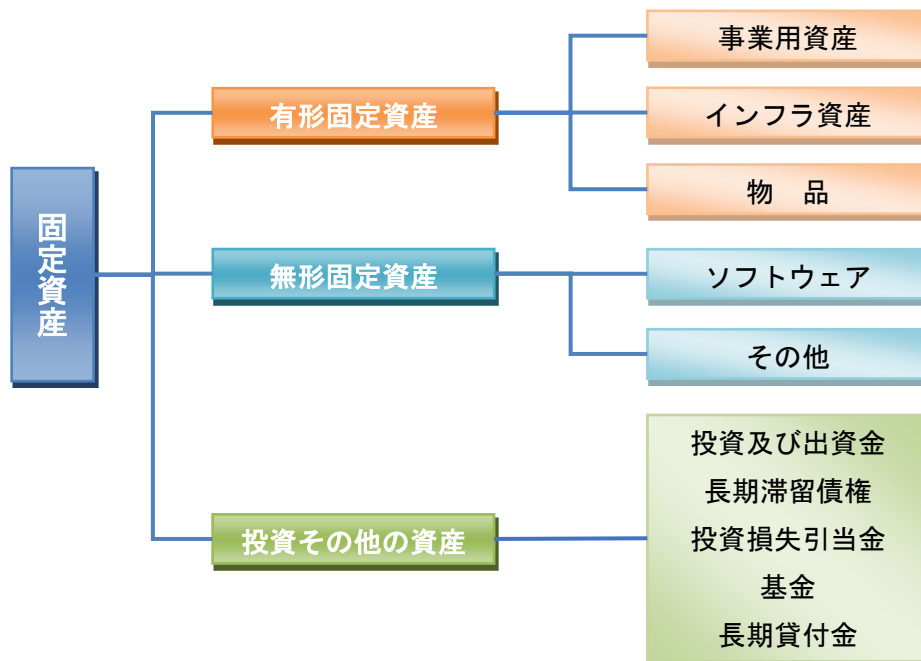 固定資産
有形固定資産
事業用資産
インフラ資産
物　品
無形固定資産
ソフトウェア
その他
投資その他の資産
投資及び出資金
長期滞留債権
投資損失引当金
基金
長期貸付金